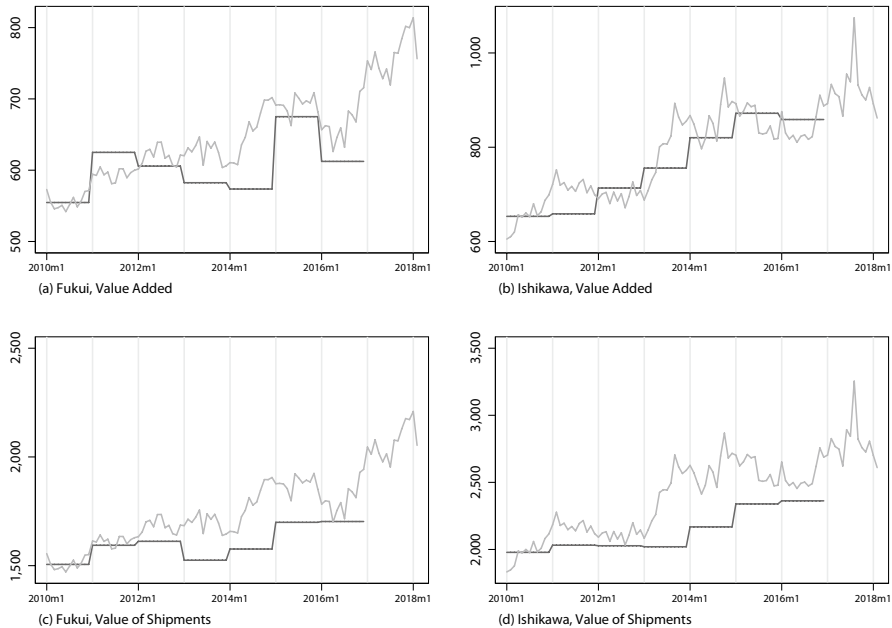 800
700
600
500
2010m1 2012m1 2014m1 2016m1 2018m1
(a) Fukui, Value Added
1,000
800
600
2010m1 2012m1 2014m1 2016m1 2018m1
(b) Ishikawa, Value Added
2,500
2,000
1,500
2010m1 2012m1 2014m1 2016m1 2018m1
(c) Fukui, Value of Shipments
3,500
3,000
2,500
2,000
2010m1 2012m1 2014m1 2016m1 2018m1
(d) Ishikawa, Value of Shipments